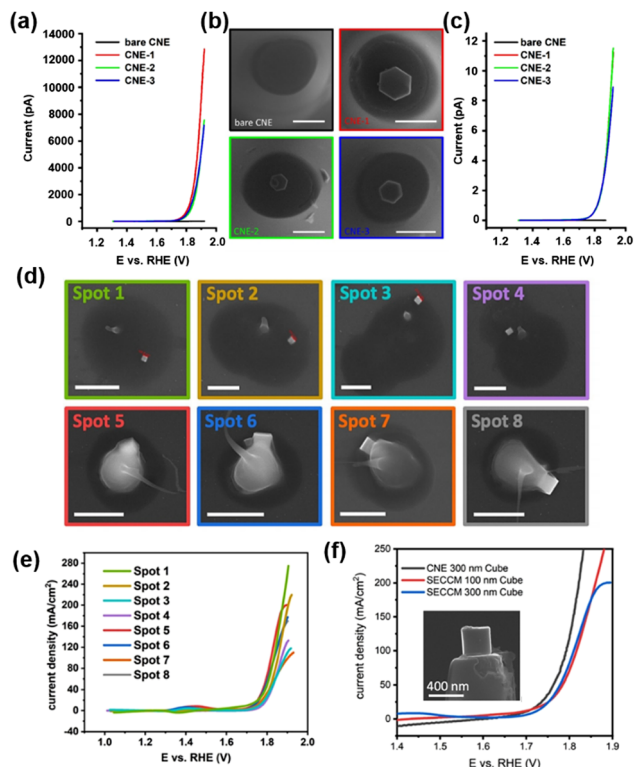 (a)
bare CNE
CNE-1
CNE-2
CNE-3
14000
12000
10000
8000
6000
4000
2000
0
Current (pA)
1.2 1.4 1.6 1.8 2.0
E vs. RHE (V)
(b)
bare CNE
CNE-1
CNE-2
CNE-3
(c)
bare CNE
CNE-1
CNE-2
CNE-3
12
10
8
6
4
2
0
Current (pA)
1.2 1.4 1.6 1.8 2.0
E vs. RHE (V)
(d)
Spot 1
Spot 2
Spot 3
Spot 4
Spot 5
Spot 6
Spot 7
Spot 8
(e)
280
240
200
160
120
80
40
0
-40
current density (mA/cm²)
Spot 1
Spot 2
Spot 3
Spot 4
Spot 5
Spot 6
Spot 7
Spot 8
1.0 1.2 1.4 1.6 1.8 2.0
E vs. RHE (V)
(f)
250
200
150
100
50
0
current density (mA/cm²)
CNE 300 nm Cube
SECCM 100 nm Cube
SECCM 300 nm Cube
400 nm
1.4 1.5 1.6 1.7 1.8 1.9
E vs. RHE (V)